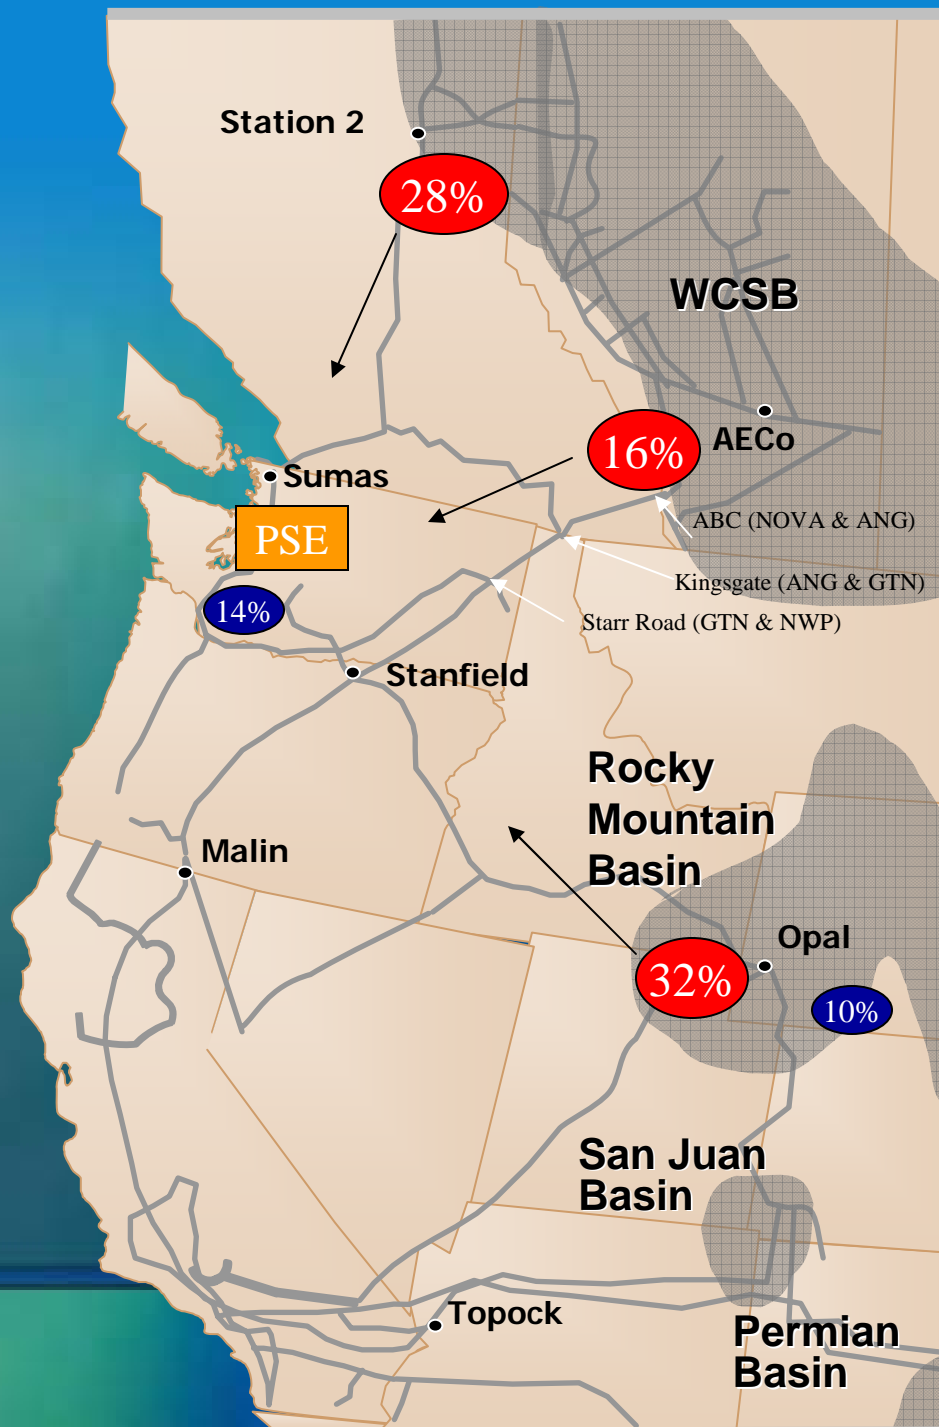 Station 2
28%
WCSB
AECo
16%
Sumas
ABC (NOVA & ANG)
PSE
Kingsgate (ANG & GTN)
14%
Starr Road (GTN & NWP)
Stanfield
Rocky
Mountain
Basin
Malin
Opal
32%
10%
San Juan
Basin
Topock
Permian
Basin